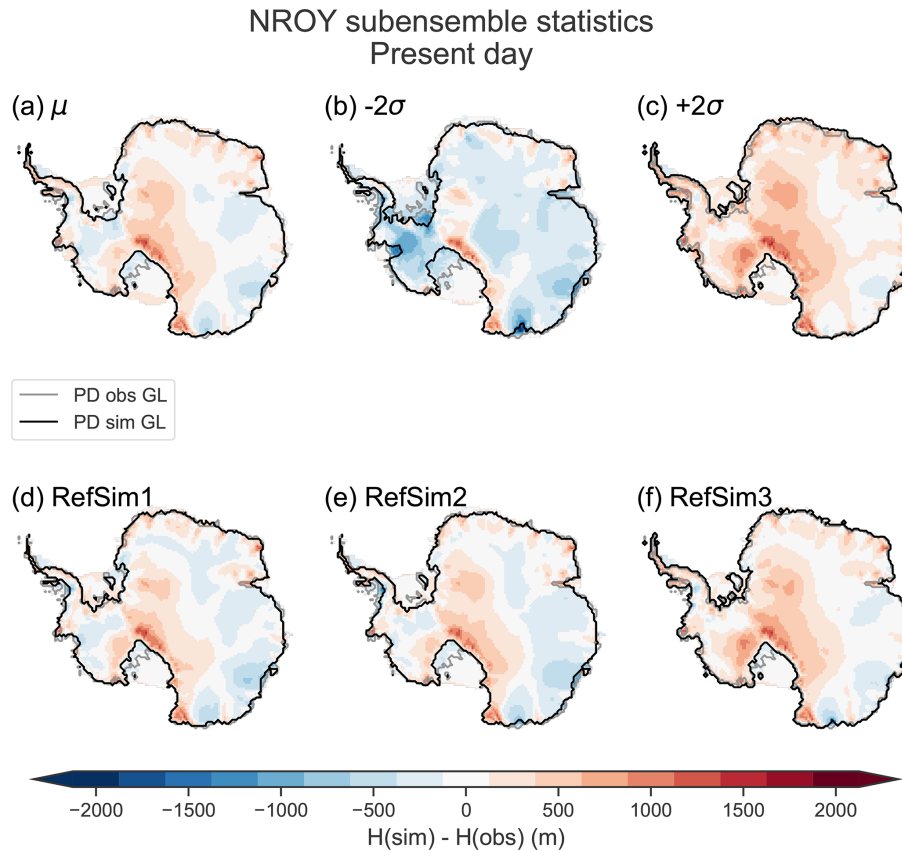 NROY subensemble statistics
Present day
(a) μ
(b) -2σ
(c) +2σ
PD obs GL
PD sim GL
(d) RefSim1
(e) RefSim2
(f) RefSim3
−2000 −1500 −1000 −500 0 500 1000 1500 2000
H(sim) - H(obs) (m)